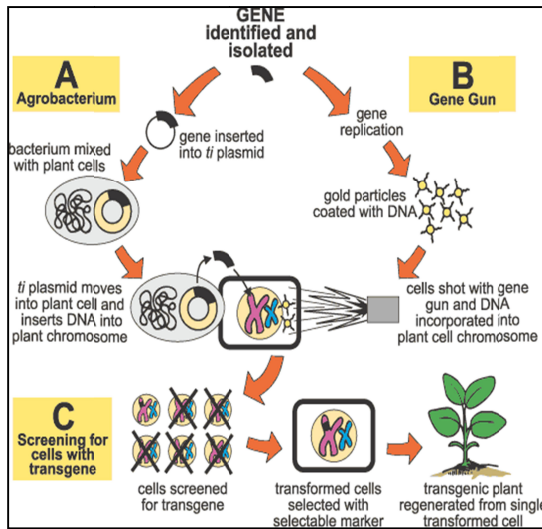 GENE
identified and
isolated
A
Agrobacterium
B
Gene Gun
gene inserted
into ti plasmid
gene
replication
bacterium mixed
with plant cells
gold particles
coated with DNA
ti plasmid moves
into plant cell and
inserts DNA into
plant chromosome
cells shot with gene
gun and DNA
incorporated into
plant cell chromosome
C
Screening for
cells with
transgene
cells screened
for transgene
transformed cells
selected with
selectable marker
transgenic plant
regenerated from single
transformed cell